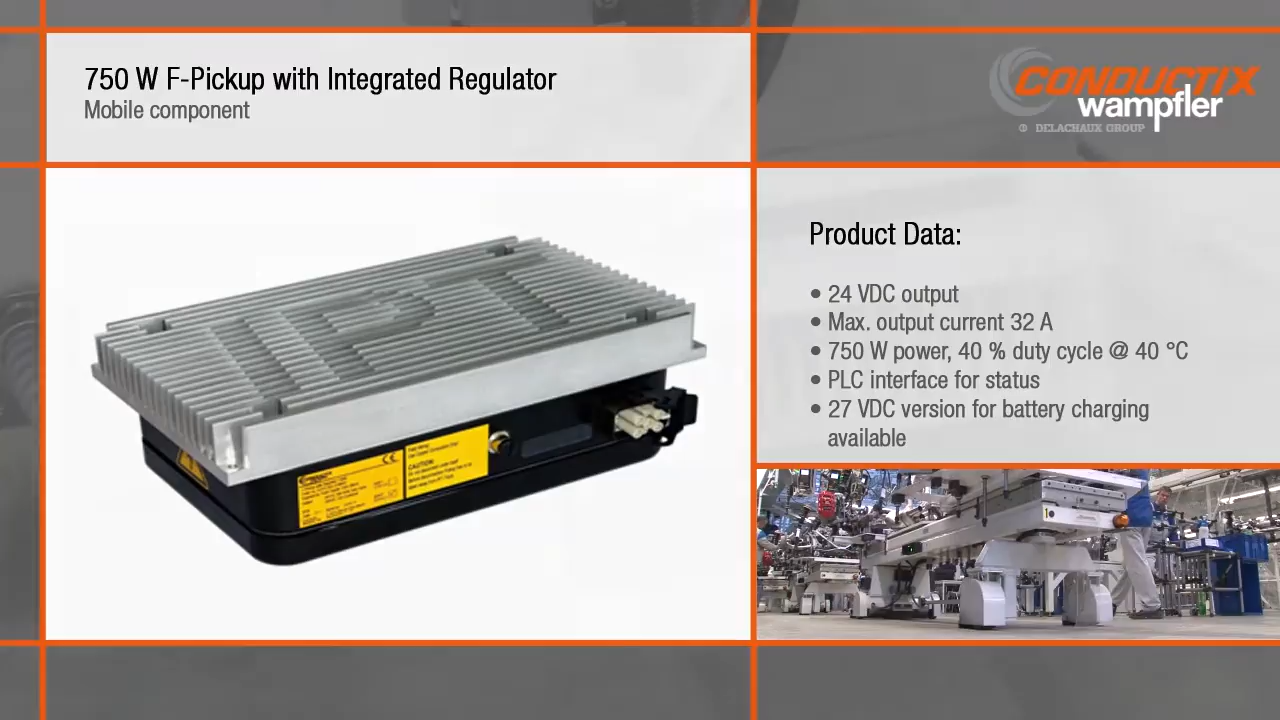 750 W F-Pickup with Integrated Regulator
Mobile component
CONDUCTIX
wampfler
DELACHAUX GROUP
Product Data:
• 24 VDC output
• Max. output current 32 A
• 750 W power, 40 % duty cycle @ 40 °C
• PLC interface for status
• 27 VDC version for battery charging
available
IPT
CE
CAUTION